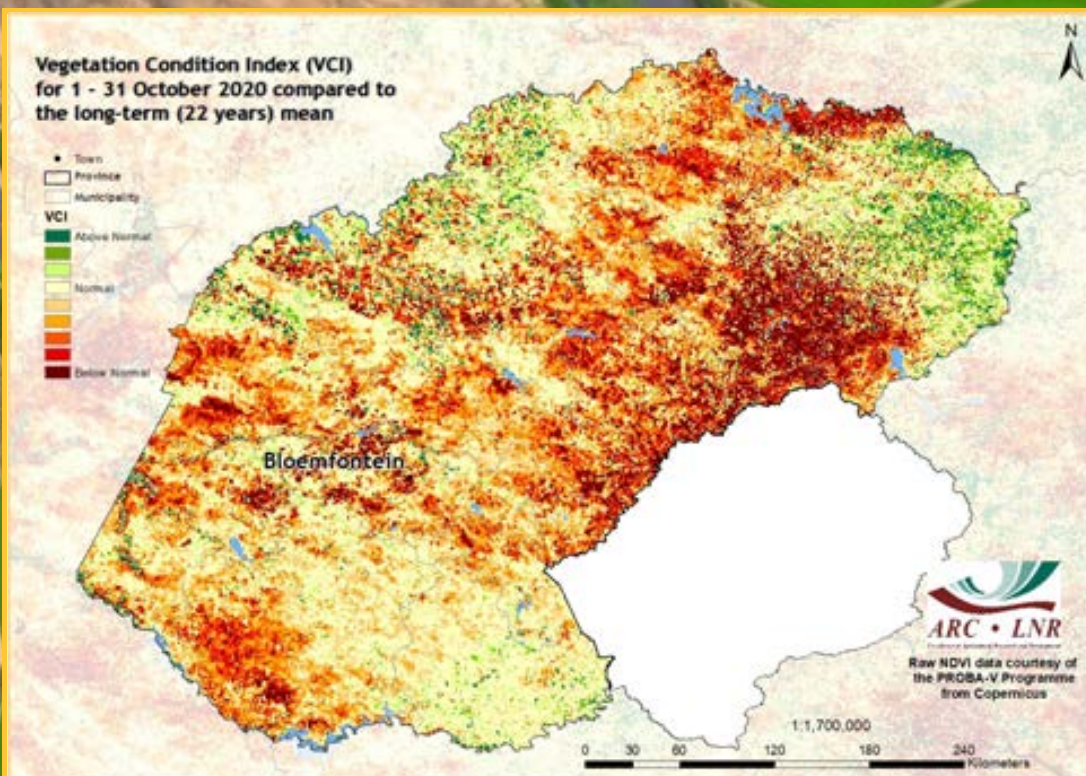 N
Vegetation Condition Index (VCI)
for 1 - 31 October 2020 compared to
the long-term (22 years) mean
Town
Province
Municipality
VCI
Above Normal
Normal
Below Normal
Bloemfontein
ARC • LNR
Raw NDVI data courtesy of
the PROBA-V Programme
from Copernicus
1:1,700,000
0 30 60 120 180 240
Kilometers